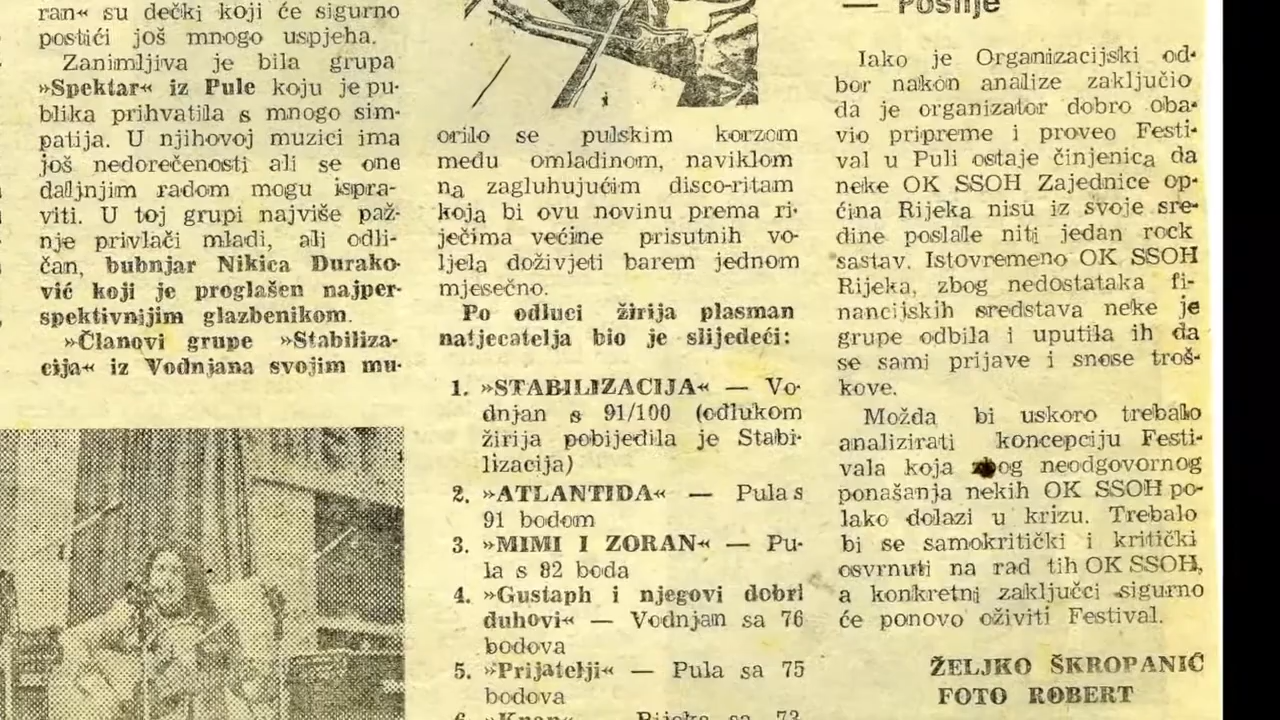 ran« su dečki koji će sigurno
postići još mnogo uspjeha.
Zanimljiva je bila grupa
»Spektar« iz Pule koju je pu-
blika prihvatila s mnogo sim-
patija. U njihovoj muzici ima
još nedorečenosti ali se one
daljnjim radom mogu ispra-
viti. U toj grupi najviše paž-
nje privlači mladi, ali odli-
čan, bubnjar Nikica Durako-
vić koji je proglašen najper-
spektivnijim glazbenikom.
»Članovi grupe »Stabiliza-
cija« iz Vodnjana svojim mu-
orilo se pulskim korzom
među omladinom, naviklom
na zagluhujućim disco-ritam
koja bi ovu novinu prema ri-
ječima većine prisutnih vo-
ljela doživjeti barem jednom
mjesečno.
Po odluci žirija plasman
natjecatelja bio je slijedeći:
1. »STABILIZACIJA« — Vo-
dnjan s 91/100 (odlukom
žirija pobijedila je Stabi-
lizacija)
2. »ATLANTIDA« — Pula s
91 bodom
3. »MIMI I ZORAN« — Pu-
la s 82 boda
4. »Gustaph i njegovi dobri
duhovi« — Vodnjan sa 76
bodova
5. »Prijatelji« — Pula sa 75
bodova
6. — Rijeka sa 73
Iako je Organizacijski od-
bor nakon analize zaključio
da je organizator dobro oba-
vio pripreme i proveo Festi-
val u Puli ostaje činjenica da
neke OK SSOH Zajednice op-
ćina Rijeka nisu iz svoje sre-
dine poslale niti jedan rock
sastav. Istovremeno OK SSOH
Rijeka, zbog nedostataka fi-
nancijskih sredstava neke je
grupe odbila i uputila ih da
se sami prijave i snose troš-
kove.
Možda bi uskoro trebalo
analizirati koncepciju Festi-
vala koja zbog neodgovornog
ponašanja nekih OK SSOH po-
lako dolazi u krizu. Trebalo
bi se samokritički i kritički
osvrnuti na rad tih OK SSOH,
a konkretni zaključci sigurno
će ponovo oživiti Festival.
ŽELJKO ŠKROPANIĆ
FOTO ROBERT